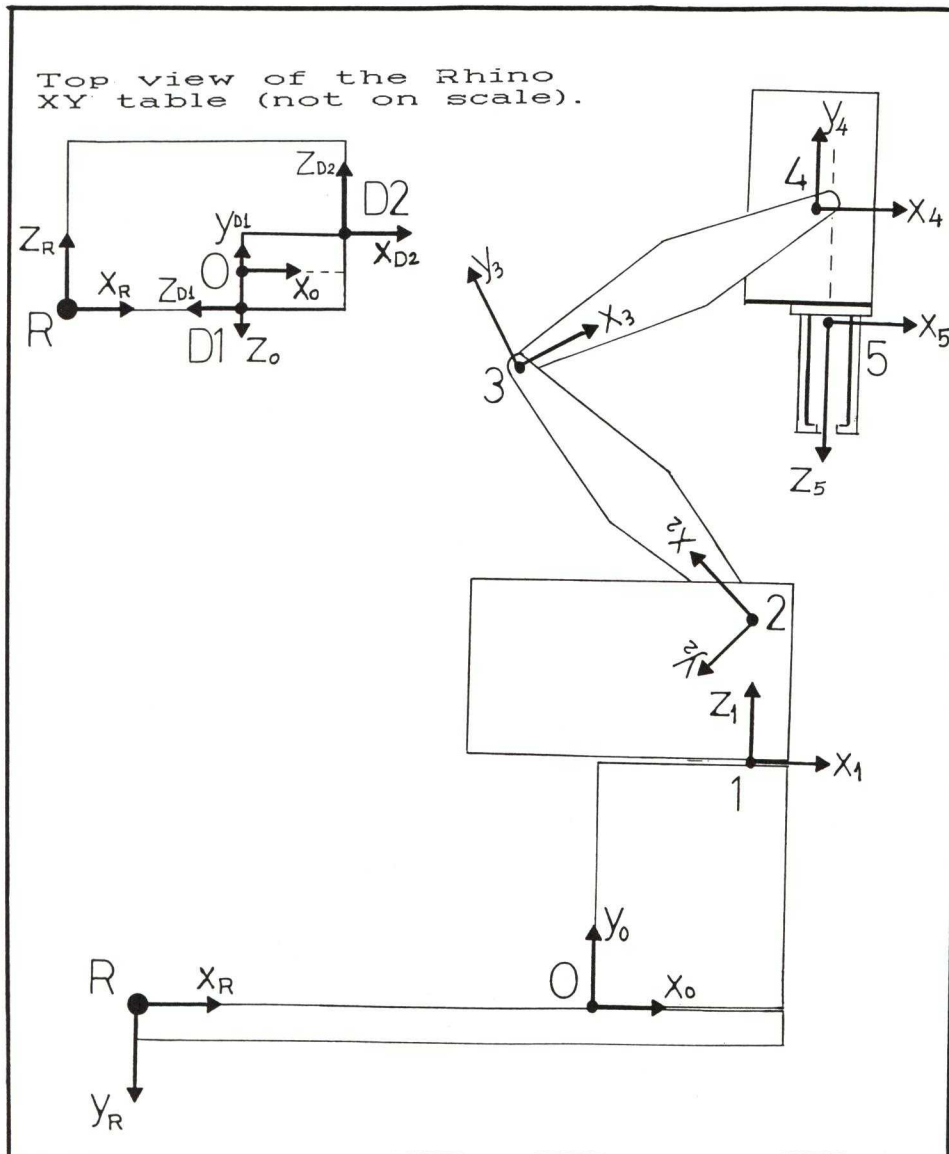 Top view of the Rhino
XY table (not on scale).
Z_D2
D2
y_D1
Z_R
0
X_D2
X_R
Z_D1
X_0
R
D1
Z_0
y_4
4
X_4
y_3
X_3
3
X_5
5
Z_5
X_2
2
y_2
Z_1
X_1
1
y_0
R
X_R
0
X_0
y_R